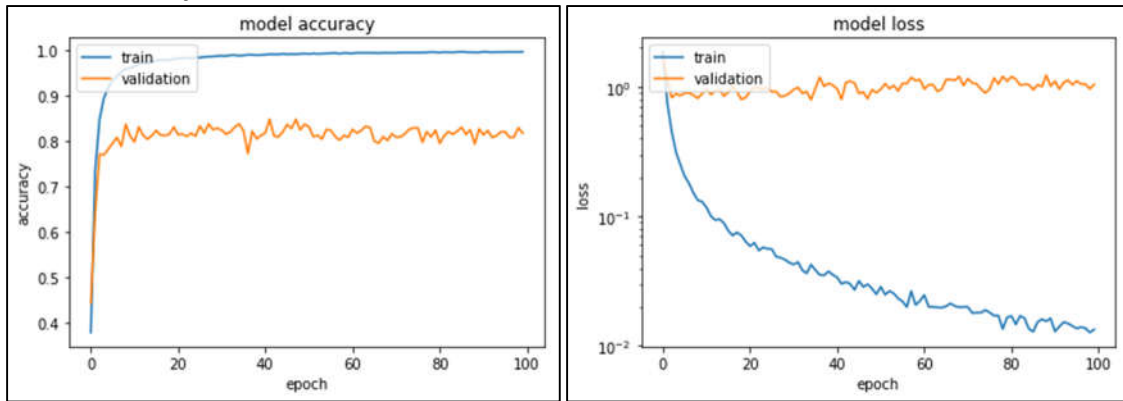 model accuracy
1.0
0.9
0.8
0.7
0.6
0.5
0.4
accuracy
train
validation
0 20 40 60 80 100
epoch
model loss
10⁰
10⁻¹
10⁻²
loss
train
validation
0 20 40 60 80 100
epoch